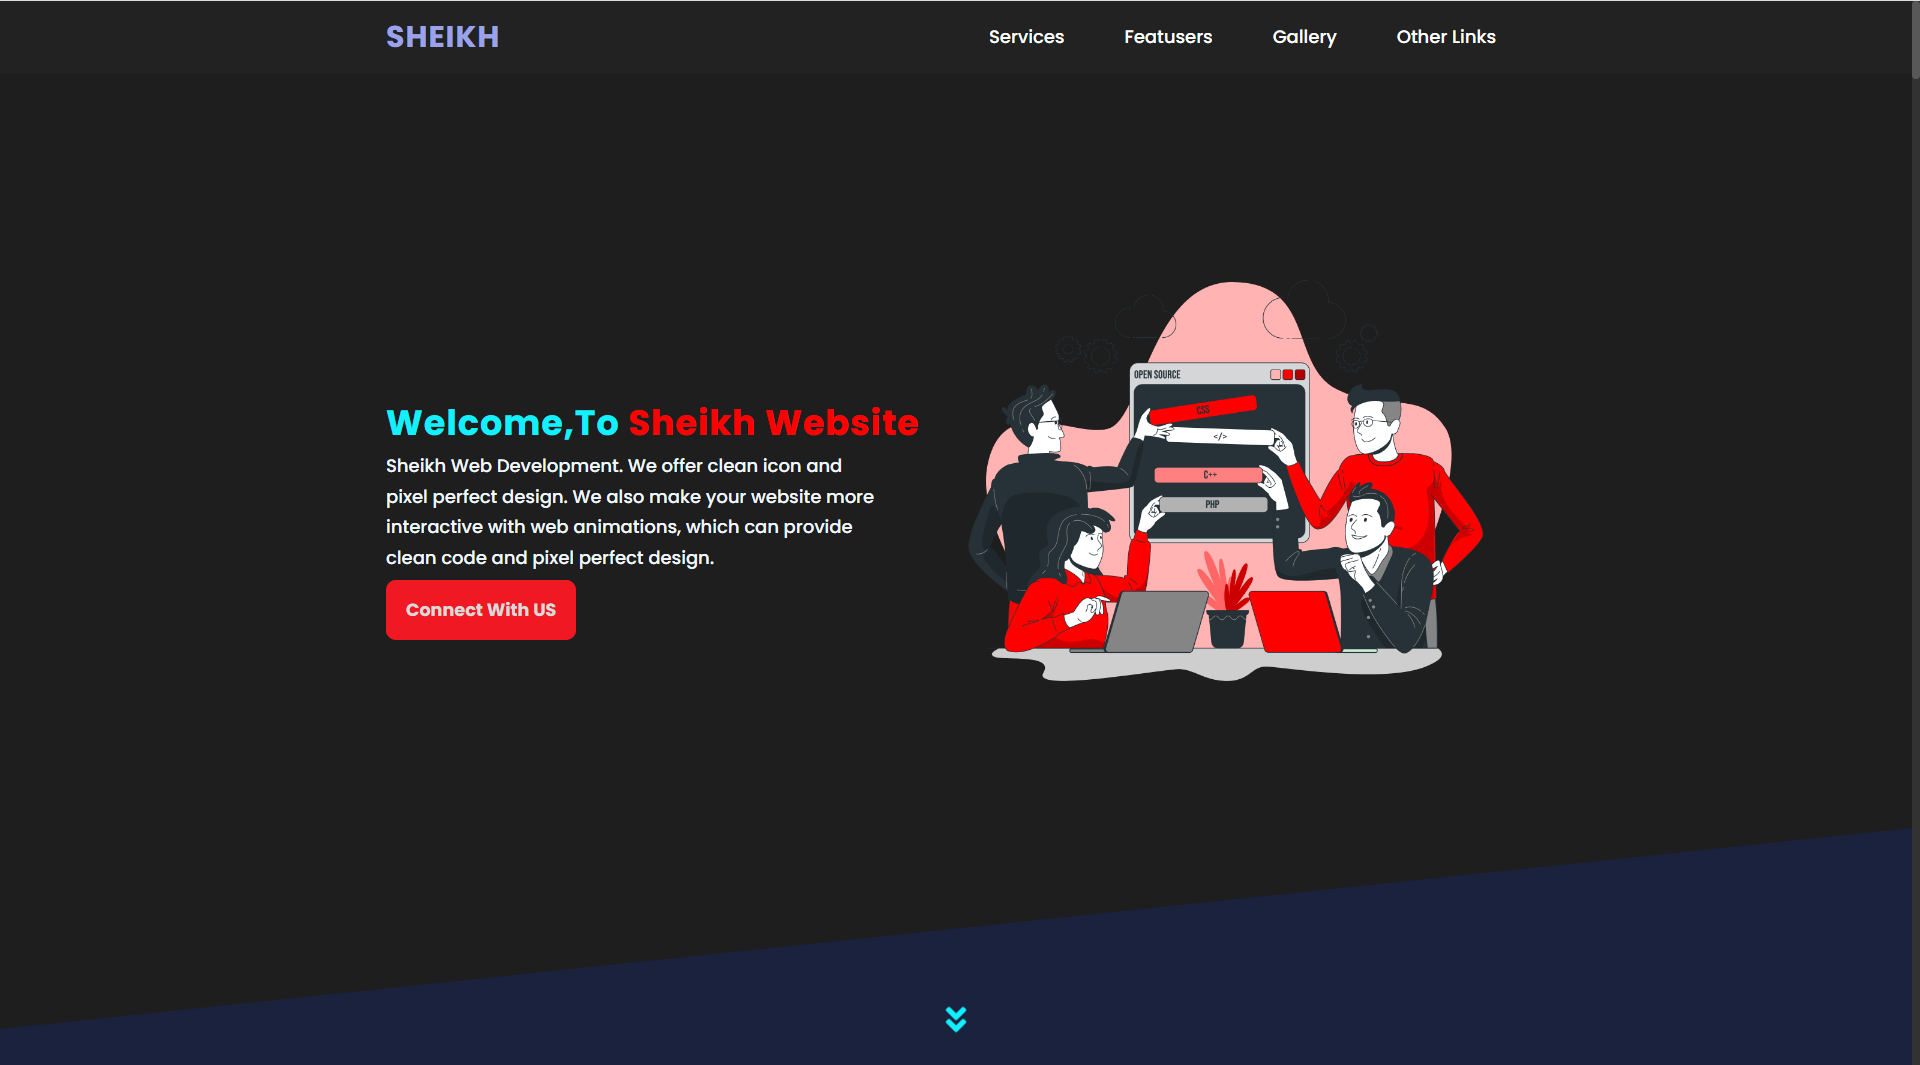 SHEIKH
Services
Featusers
Gallery
Other Links
Welcome,To Sheikh Website
Sheikh Web Development. We offer clean icon and
pixel perfect design. We also make your website more
interactive with web animations, which can provide
clean code and pixel perfect design.
Connect With US
OPEN SOURCE
CSS
</>
C++
PHP